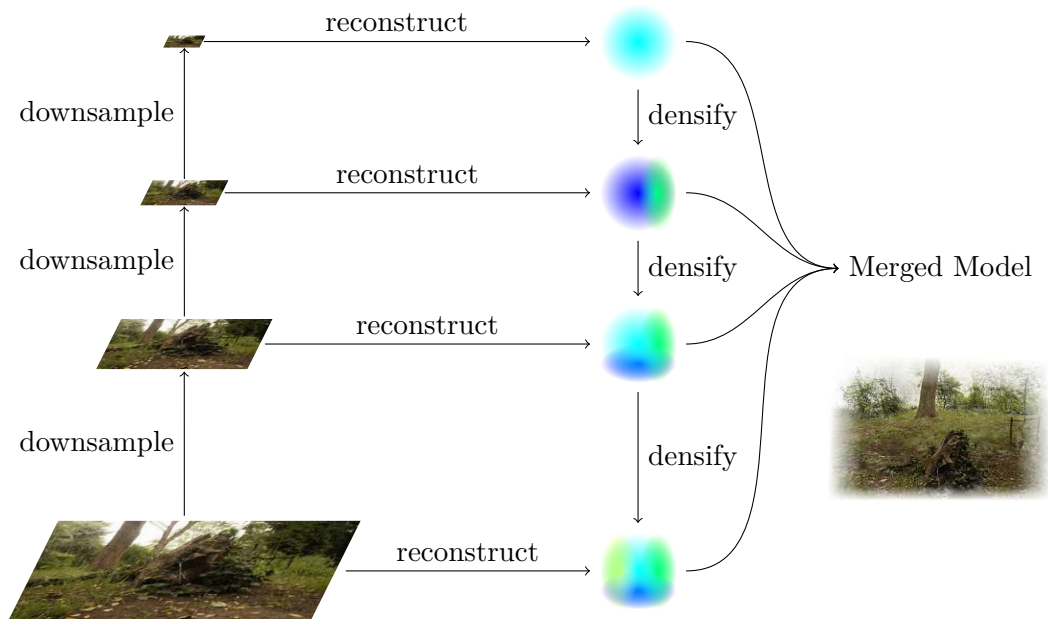 reconstruct
downsample
densify
reconstruct
downsample
densify
Merged Model
reconstruct
downsample
densify
reconstruct